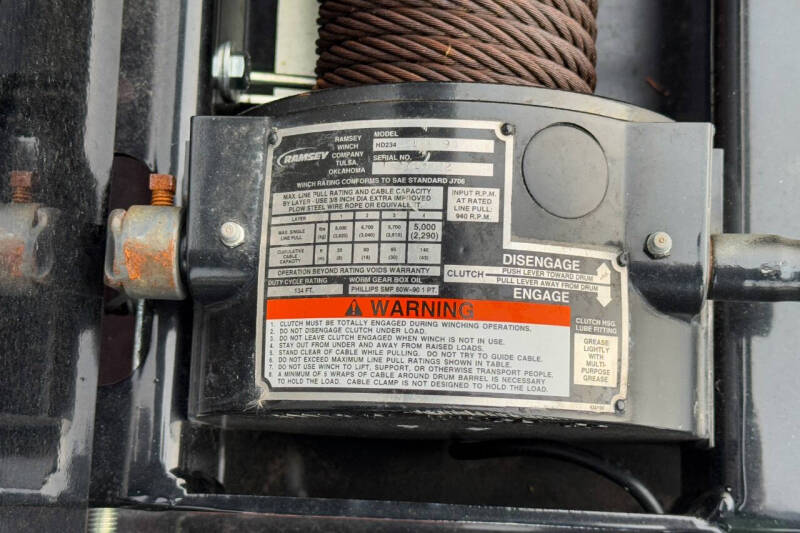 RAMSEY
RAMSEY
WINCH
COMPANY
TULSA,
OKLAHOMA
MODEL
HD234
SERIAL NO.
WINCH RATING CONFORMS TO SAE STANDARD J706
MAX. LINE PULL RATING AND CABLE CAPACITY
BY LAYER - USE 3/8 INCH DIA EXTRA IMPROVED
PLOW STEEL WIRE ROPE OR EQUIVALENT.
INPUT R.P.M.
AT RATED
LINE PULL:
940 R.P.M.
LAYER 1 2 3 4
MAX. SINGLE
LINE PULL
lbs 5,000
(kg) (2,290)
CUMULATIVE
CABLE
CAPACITY
OPERATION BEYOND RATING VOIDS WARRANTY
DUTY CYCLE RATING
134 FT.
WORM GEAR BOX OIL
PHILLIPS SMP 80W-90 1 PT.
DISENGAGE
CLUTCH
PUSH LEVER TOWARD DRUM
PULL LEVER AWAY FROM DRUM
ENGAGE
WARNING
1. CLUTCH MUST BE TOTALLY ENGAGED DURING WINCHING OPERATIONS.
2. DO NOT DISENGAGE CLUTCH UNDER LOAD.
3. DO NOT LEAVE CLUTCH ENGAGED WHEN WINCH IS NOT IN USE.
4. STAY OUT FROM UNDER AND AWAY FROM RAISED LOADS.
5. STAND CLEAR OF CABLE WHILE PULLING. DO NOT TRY TO GUIDE CABLE.
6. DO NOT EXCEED MAXIMUM LINE PULL RATINGS SHOWN IN TABLE.
7. DO NOT USE WINCH TO LIFT, SUPPORT, OR OTHERWISE TRANSPORT PEOPLE.
8. A MINIMUM OF 5 WRAPS OF CABLE AROUND DRUM BARREL IS NECESSARY
TO HOLD THE LOAD. CABLE CLAMP IS NOT DESIGNED TO HOLD THE LOAD.
CLUTCH HSG.
LUBE FITTING
GREASE
LIGHTLY
WITH
MULTI-
PURPOSE
GREASE